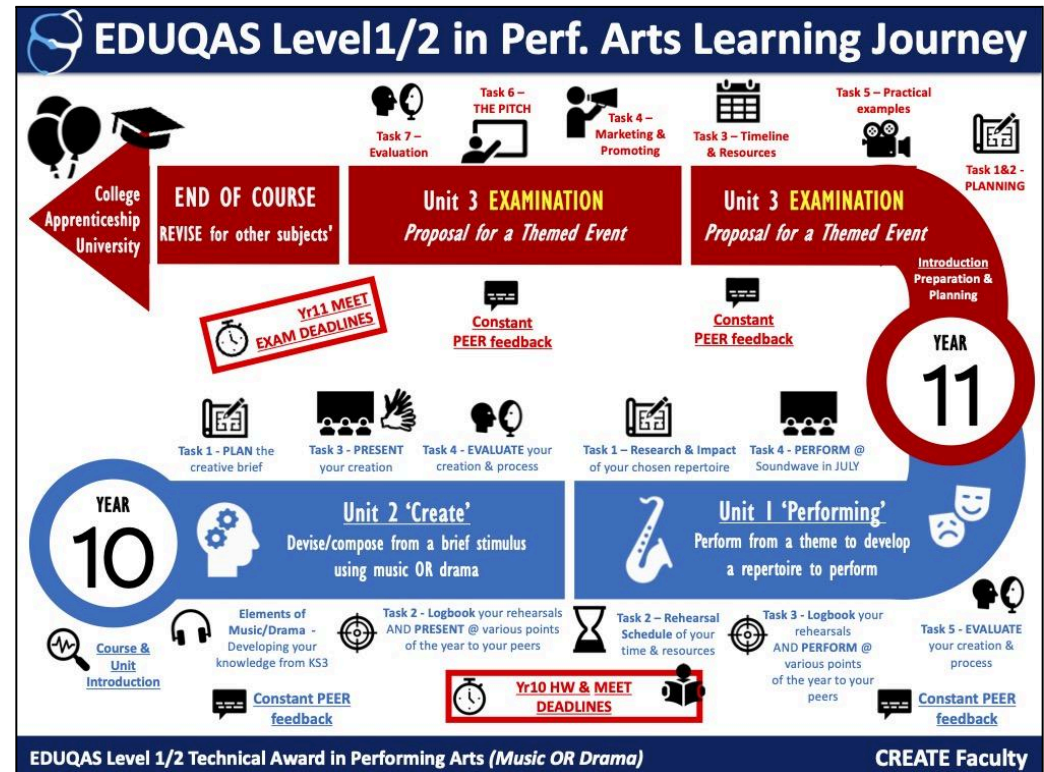 EDUQAS Level1/2 in Perf. Arts Learning Journey
Task 7 –
Evaluation
Task 6 –
THE PITCH
Task 4 –
Marketing &
Promoting
Task 3 – Timeline
& Resources
Task 5 – Practical
examples
Task 1&2 -
PLANNING
College
Apprenticeship
University
END OF COURSE
REVISE for other subjects'
Unit 3 EXAMINATION
Proposal for a Themed Event
Unit 3 EXAMINATION
Proposal for a Themed Event
Introduction
Preparation &
Planning
Yr11 MEET
EXAM DEADLINES
Constant
PEER feedback
Constant
PEER feedback
YEAR
11
Task 1 - PLAN the
creative brief
Task 3 - PRESENT
your creation
Task 4 - EVALUATE your
creation & process
Task 1 – Research & Impact
of your chosen repertoire
Task 4 - PERFORM @
Soundwave in JULY
YEAR
10
Unit 2 ‘Create’
Devise/compose from a brief stimulus
using music OR drama
Unit 1 ‘Performing’
Perform from a theme to develop
a repertoire to perform
Course &
Unit
Introduction
Elements of
Music/Drama -
Developing your
knowledge from KS3
Task 2 - Logbook your rehearsals
AND PRESENT @ various points
of the year to your peers
Task 2 – Rehearsal
Schedule of your
time & resources
Task 3 - Logbook your
rehearsals
AND PERFORM @
various points
of the year to your
peers
Task 5 - EVALUATE
your creation &
process
Constant PEER
feedback
Yr10 HW & MEET
DEADLINES
Constant PEER
feedback
EDUQAS Level 1/2 Technical Award in Performing Arts (Music OR Drama)
CREATE Faculty